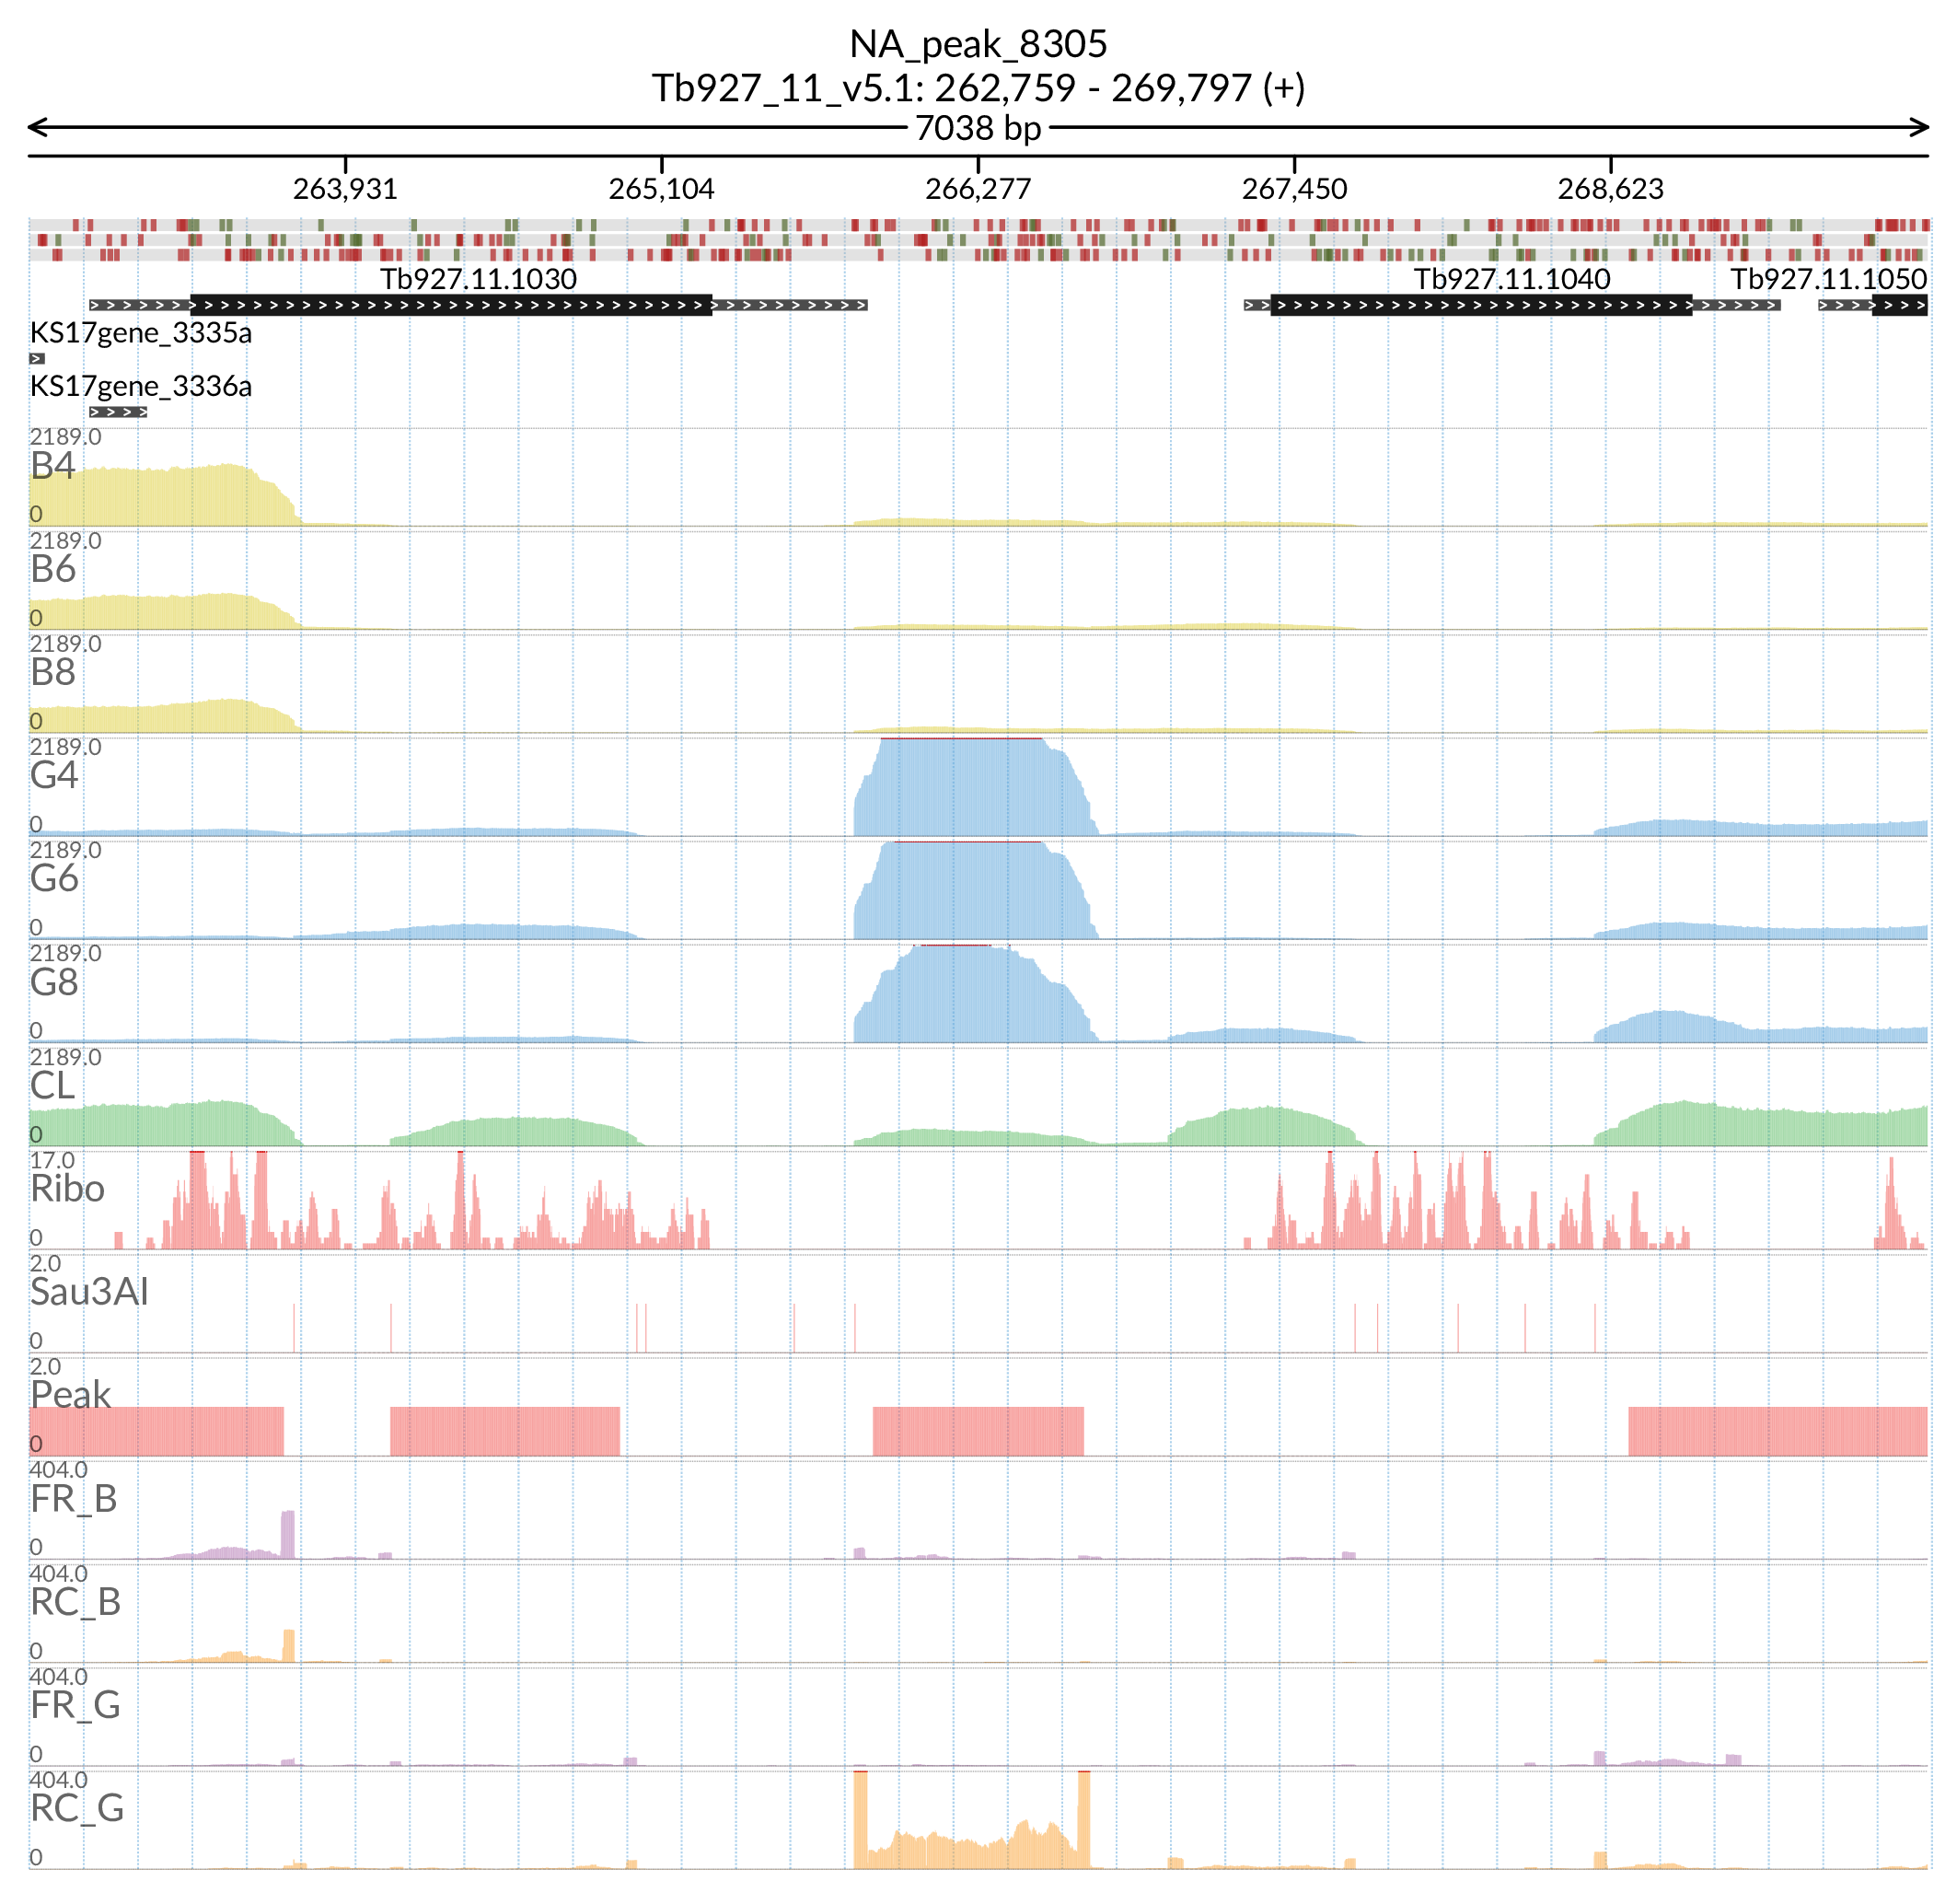 NA_peak_8305
Tb927_11_v5.1: 262,759 - 269,797 (+)
7038 bp
263,931 265,104 266,277 267,450 268,623
Tb927.11.1030 Tb927.11.1040 Tb927.11.1050
KS17gene_3335a
KS17gene_3336a
2189.0
B4
0
2189.0
B6
0
2189.0
B8
0
2189.0
G4
0
2189.0
G6
0
2189.0
G8
0
2189.0
CL
0
17.0
Ribo
0
2.0
Sau3AI
0
2.0
Peak
0
404.0
FR_B
0
404.0
RC_B
0
404.0
FR_G
0
404.0
RC_G
0